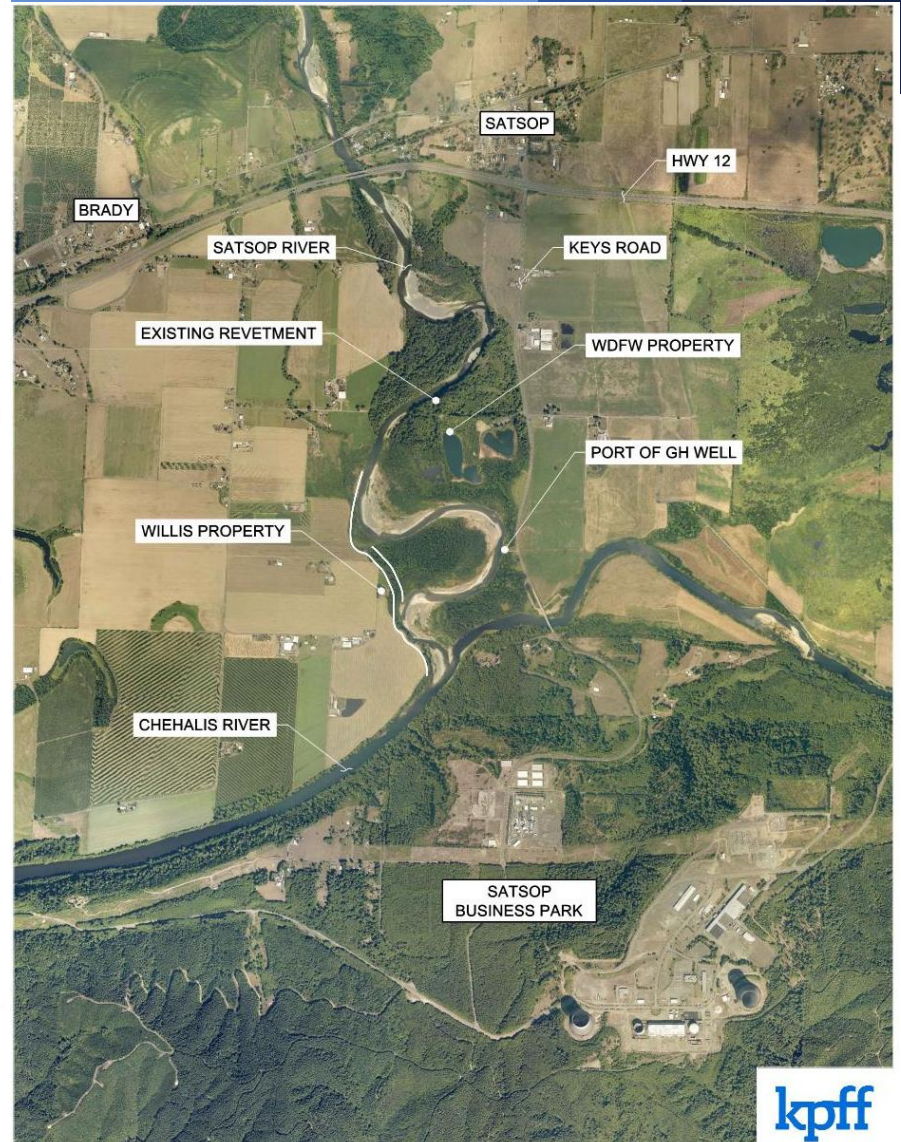 SATSOP
HWY 12
BRADY
SATSOP RIVER
KEYS ROAD
EXISTING REVETMENT
WDFW PROPERTY
PORT OF GH WELL
WILLIS PROPERTY
CHEHALIS RIVER
SATSOP
BUSINESS PARK
kpff